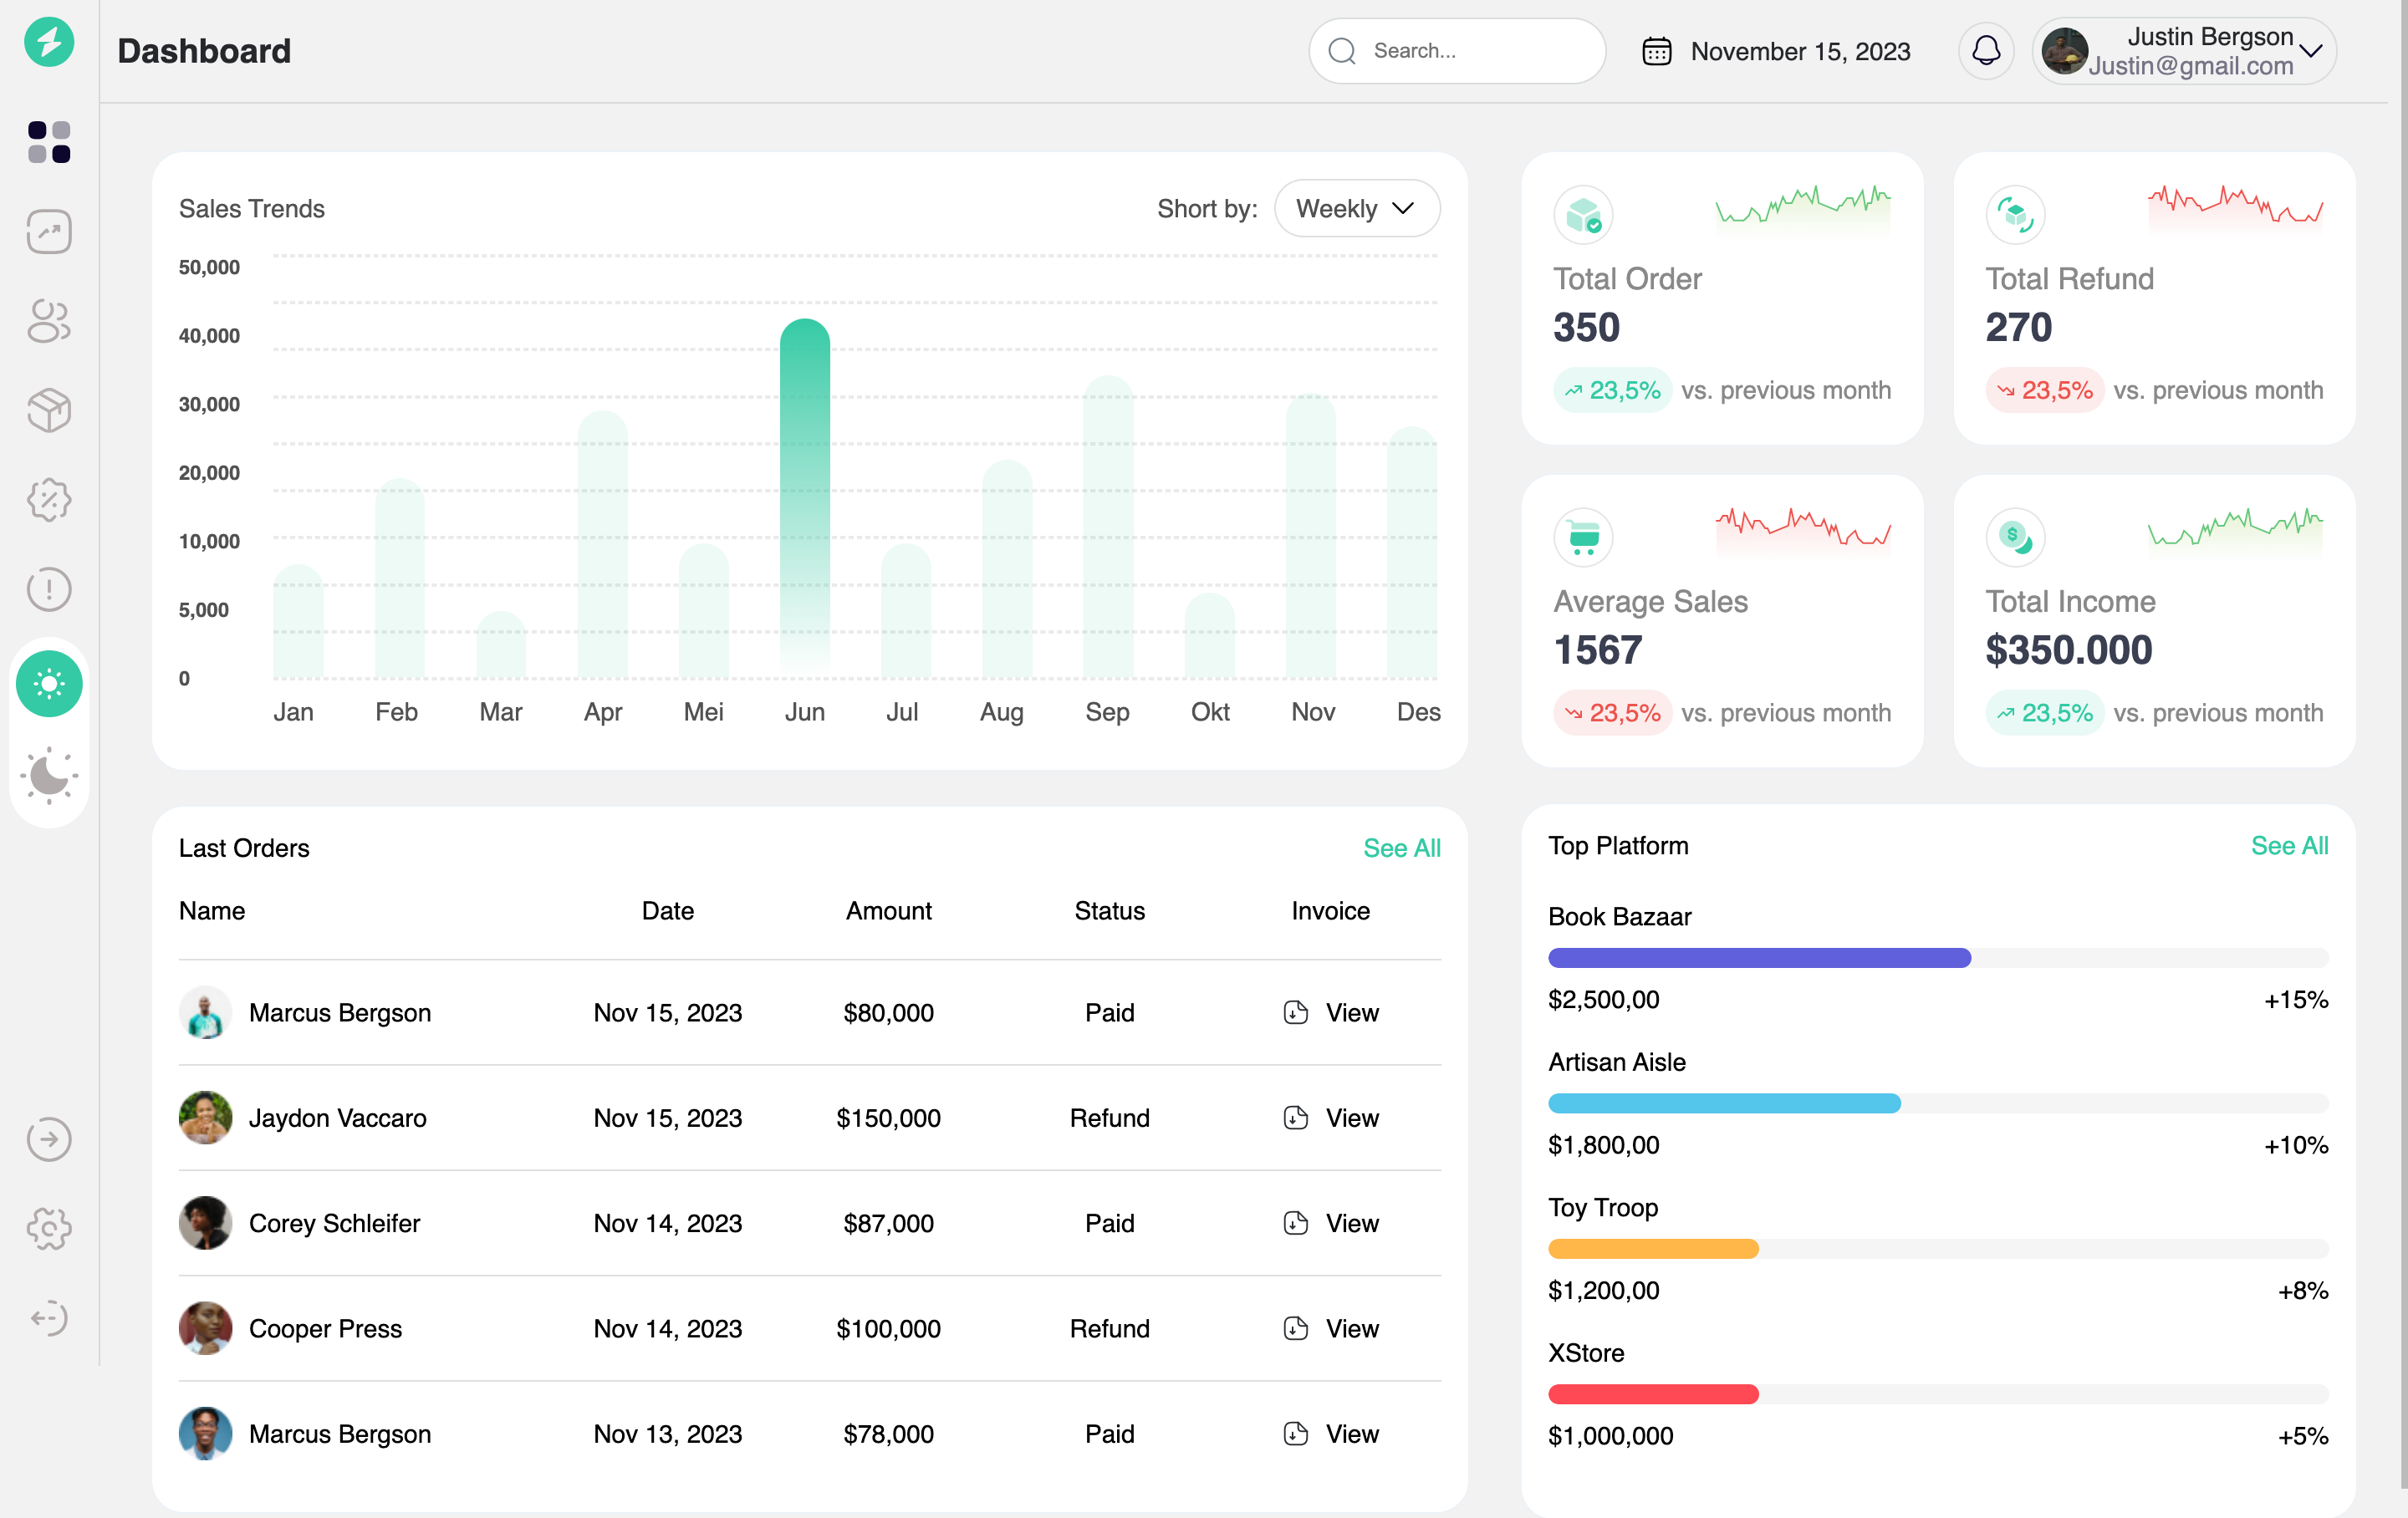 Dashboard
Search...
November 15, 2023
Justin Bergson
Justin@gmail.com
Sales Trends
Short by:
Weekly
50,000
40,000
30,000
20,000
10,000
5,000
0
Jan Feb Mar Apr Mei Jun Jul Aug Sep Okt Nov Des
Total Order
350
23,5% vs. previous month
Total Refund
270
23,5% vs. previous month
Average Sales
1567
23,5% vs. previous month
Total Income
$350.000
23,5% vs. previous month
Last Orders See All
Name Date Amount Status Invoice
Marcus Bergson Nov 15, 2023 $80,000 Paid View
Jaydon Vaccaro Nov 15, 2023 $150,000 Refund View
Corey Schleifer Nov 14, 2023 $87,000 Paid View
Cooper Press Nov 14, 2023 $100,000 Refund View
Marcus Bergson Nov 13, 2023 $78,000 Paid View
Top Platform See All
Book Bazaar
$2,500,00 +15%
Artisan Aisle
$1,800,00 +10%
Toy Troop
$1,200,00 +8%
XStore
$1,000,000 +5%